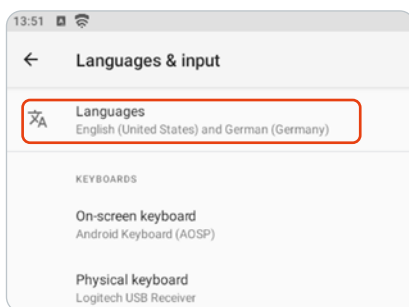 13:51
Languages & input
Languages
English (United States) and German (Germany)
KEYBOARDS
On-screen keyboard
Android Keyboard (AOSP)
Physical keyboard
Logitech USB Receiver